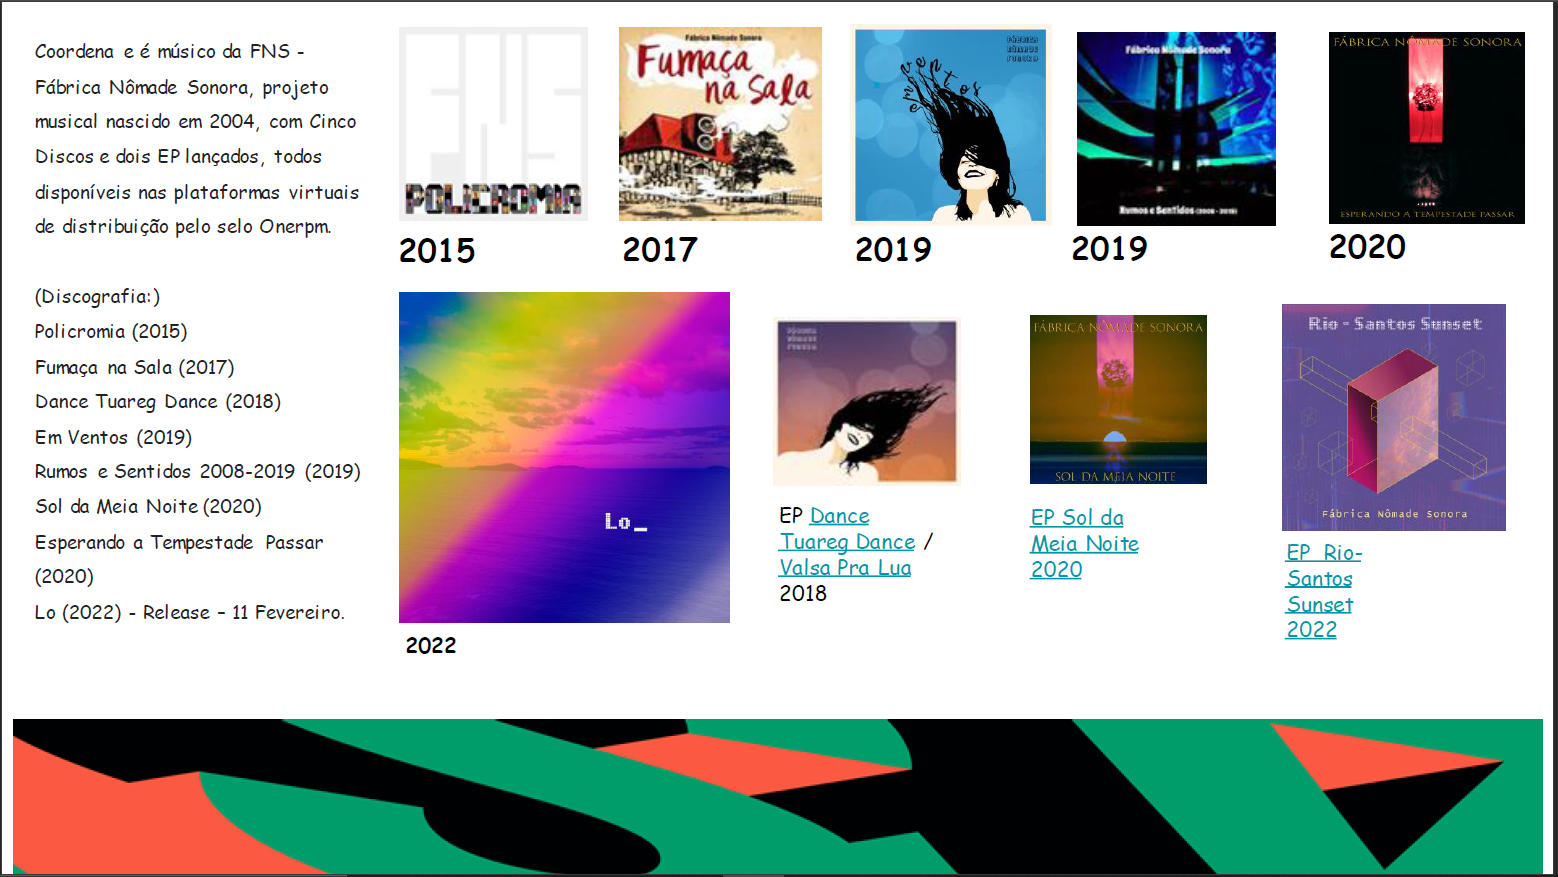 Coordena e é músico da FNS -
Fábrica Nômade Sonora, projeto
musical nascido em 2004, com Cinco
Discos e dois EP lançados, todos
disponíveis nas plataformas virtuais
de distribuição pelo selo Onerpm.
(Discografia:)
Policromia (2015)
Fumaça na Sala (2017)
Dance Tuareg Dance (2018)
Em Ventos (2019)
Rumos e Sentidos 2008-2019 (2019)
Sol da Meia Noite (2020)
Esperando a Tempestade Passar
(2020)
Lo (2022) - Release – 11 Fevereiro.
FNS
POLICROMIA
2015
Fábrica Nômade Sonora
Fumaça
na Sala
2017
FÁBRICA
NÔMADE
SONORA
emventos
2019
Fábrica Nômade Sonora
Rumos e Sentidos (2008 - 2019)
2019
FÁBRICA NÔMADE SONORA
ESPERANDO A TEMPESTADE PASSAR
2020
Lo_
2022
FÁBRICA
NÔMADE
SONORA
EP Dance
Tuareg Dance /
Valsa Pra Lua
2018
FÁBRICA NÔMADE SONORA
SOL DA MEIA NOITE
EP Sol da
Meia Noite
2020
Rio - Santos Sunset
Fábrica Nômade Sonora
EP Rio-
Santos
Sunset
2022